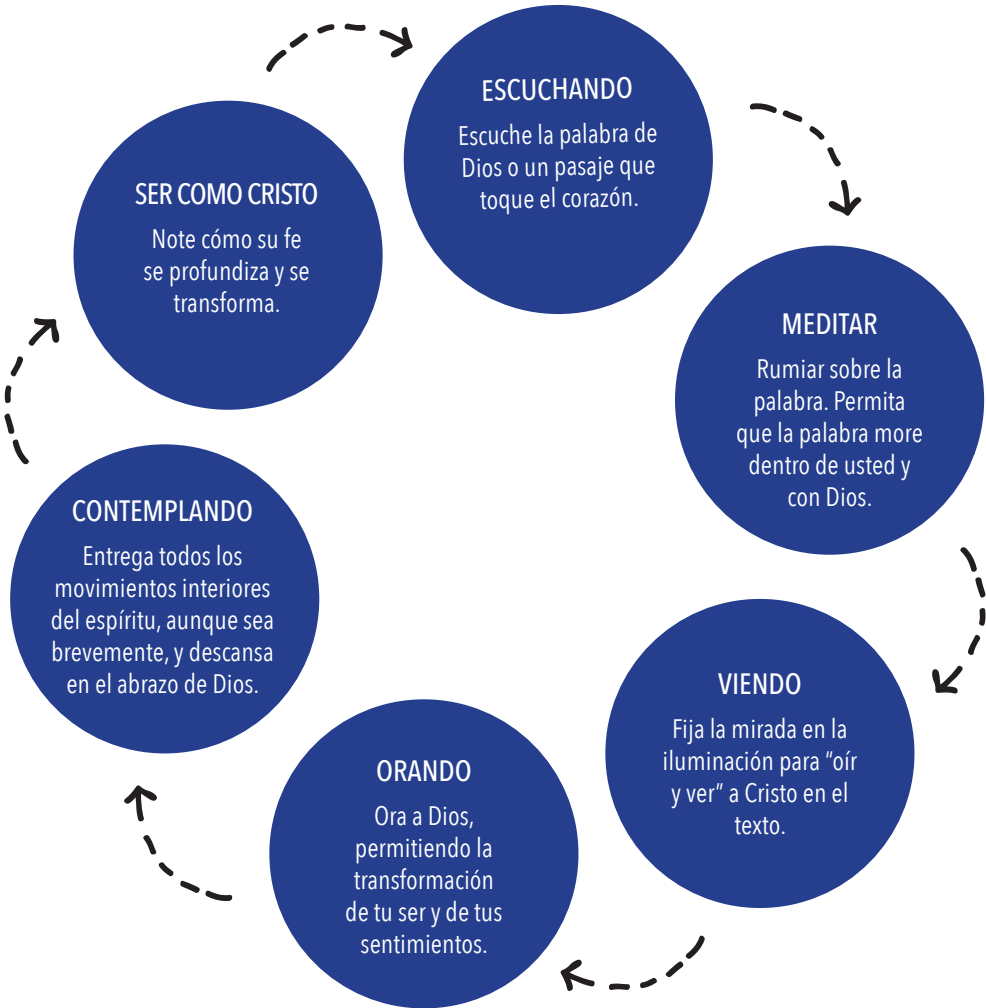 ESCUCHANDO
Escuche la palabra de
Dios o un pasaje que
toque el corazón.
MEDITAR
Rumiar sobre la
palabra. Permita
que la palabra more
dentro de usted y
con Dios.
VIENDO
Fija la mirada en la
iluminación para "oír
y ver" a Cristo en el
texto.
ORANDO
Ora a Dios,
permitiendo la
transformación
de tu ser y de tus
sentimientos.
CONTEMPLANDO
Entrega todos los
movimientos interiores
del espíritu, aunque sea
brevemente, y descansa
en el abrazo de Dios.
SER COMO CRISTO
Note cómo su fe
se profundiza y se
transforma.